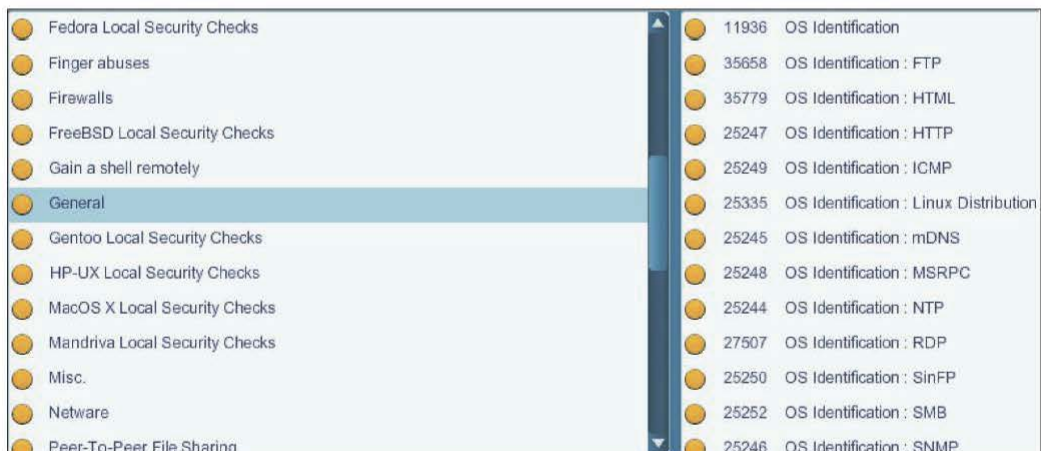 Fedora Local Security Checks
Finger abuses
Firewalls
FreeBSD Local Security Checks
Gain a shell remotely
General
Gentoo Local Security Checks
HP-UX Local Security Checks
MacOS X Local Security Checks
Mandriva Local Security Checks
Misc.
Netware
Peer-To-Peer File Sharing
11936 OS Identification
35658 OS Identification : FTP
35779 OS Identification : HTML
25247 OS Identification : HTTP
25249 OS Identification : ICMP
25335 OS Identification : Linux Distribution
25245 OS Identification : mDNS
25248 OS Identification : MSRPC
25244 OS Identification : NTP
27507 OS Identification : RDP
25250 OS Identification : SinFP
25252 OS Identification : SMB
25246 OS Identification : SNMP